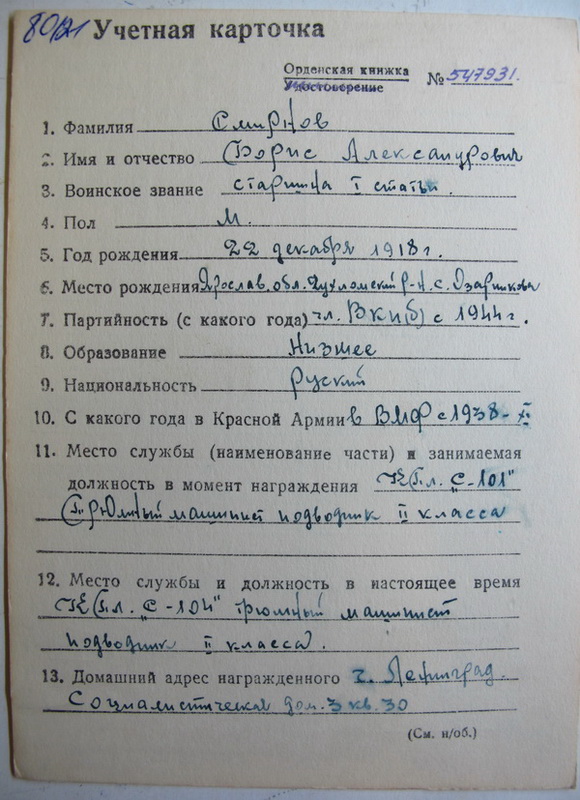 Учетная карточка
Орденская книжка № 547931.
Удостоверение
1. Фамилия Смирнов
2. Имя и отчество Борис Александрович
3. Воинское звание старшина I статьи.
4. Пол м.
5. Год рождения 22 декабря 1918 г.
6. Место рождения Ярослав. обл. Чухломский р-н. с. Озарниково
7. Партийность (с какого года) чл. ВКП(б) с 1944 г.
8. Образование Низшее
9. Национальность Руский
10. С какого года в Красной Армии в ВМФ с 1938-XI
11. Место службы (наименование части) и занимаемая
должность в момент награждения "С-101"
Трюмный машинист подводник II класса
12. Место службы и должность в настоящее время
"С-104" трюмный машинист
подводник II класса.
13. Домашний адрес награжденного г. Ленинград.
Социалистическая дом. 3 кв. 30
(См. н/об.)